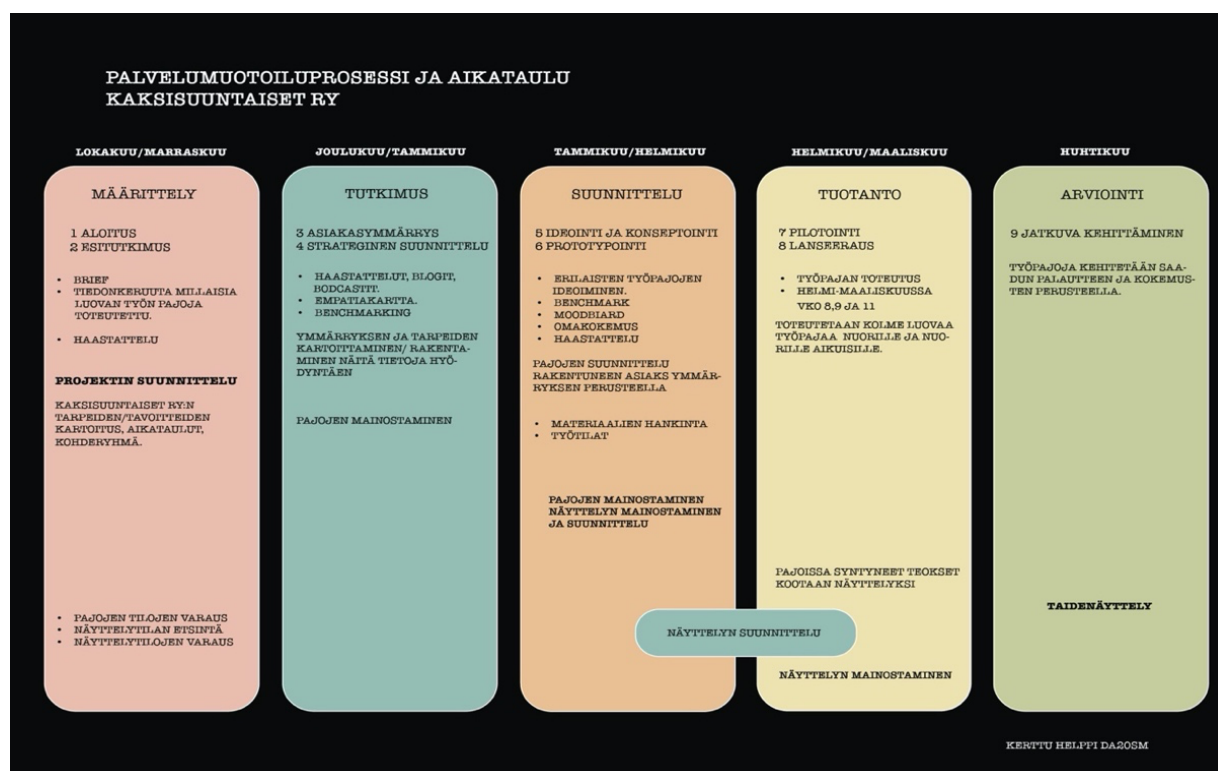 PALVELUMUOTOILUPROSESSI JA AIKATAULU
KAKSISUUNTAISET RY
LOKAKUU/MARRASKUU
MÄÄRITTELY
1 ALOITUS
2 ESITUTKIMUS
• BRIEF
• TIEDONKERUUTA MILLAISIA
LUOVAN TYÖN PAJOJA
TOTEUTETTU.
• HAASTATTELU
PROJEKTIN SUUNNITTELU
KAKSISUUNTAISET RY:N
TARPEIDEN/TAVOITTEIDEN
KARTOITUS, AIKATAULUT,
KOHDERYHMÄ.
• PAJOJEN TILOJEN VARAUS
• NÄYTTELYTILAN ETSINTÄ
• NÄYTTELYTILOJEN VARAUS
JOULUKUU/TAMMIKUU
TUTKIMUS
3 ASIAKASYMMÄRRYS
4 STRATEGINEN SUUNNITTELU
• HAASTATTELUT, BLOGIT,
BODCASTIT.
• EMPATIAKARTTA.
• BENCHMARKING
YMMÄRRYKSEN JA TARPEIDEN
KARTOITTAMINEN/ RAKENTA-
MINEN NÄITÄ TIETOJA HYÖ-
DYNTÄEN
PAJOJEN MAINOSTAMINEN
TAMMIKUU/HELMIKUU
SUUNNITTELU
5 IDEOINTI JA KONSEPTOINTI
6 PROTOTYPOINTI
• ERILAISTEN TYÖPAJOJEN
IDEOIMINEN.
• BENCHMARK
• MOODBIARD
• OMAKOKEMUS
• HAASTATTELU
PAJOJEN SUUNNITTELU
RAKENTUNEEN ASIAKS YMMÄR-
RYKSEN PERUSTEELLA
• MATERIAALIEN HANKINTA
• TYÖTILAT
PAJOJEN MAINOSTAMINEN
NÄYTTELYN MAINOSTAMINEN
JA SUUNNITTELU
NÄYTTELYN SUUNNITTELU
HELMIKUU/MAALISKUU
TUOTANTO
7 PILOTOINTI
8 LANSEERAUS
• TYÖPAJAN TOTEUTUS
• HELMI-MAALISKUUSSA
VKO 8,9 JA 11
TOTEUTETAAN KOLME LUOVAA
TYÖPAJAA NUORILLE JA NUO-
RILLE AIKUISILLE.
PAJOISSA SYNTYNEET TEOKSET
KOOTAAN NÄYTTELYKSI
NÄYTTELYN MAINOSTAMINEN
HUHTIKUU
ARVIOINTI
9 JATKUVA KEHITTÄMINEN
TYÖPAJOJA KEHITETÄÄN SAA-
DUN PALAUTTEEN JA KOKEMUS-
TEN PERUSTEELLA.
TAIDENÄYTTELY
KERTTU HELPPI DA20SM